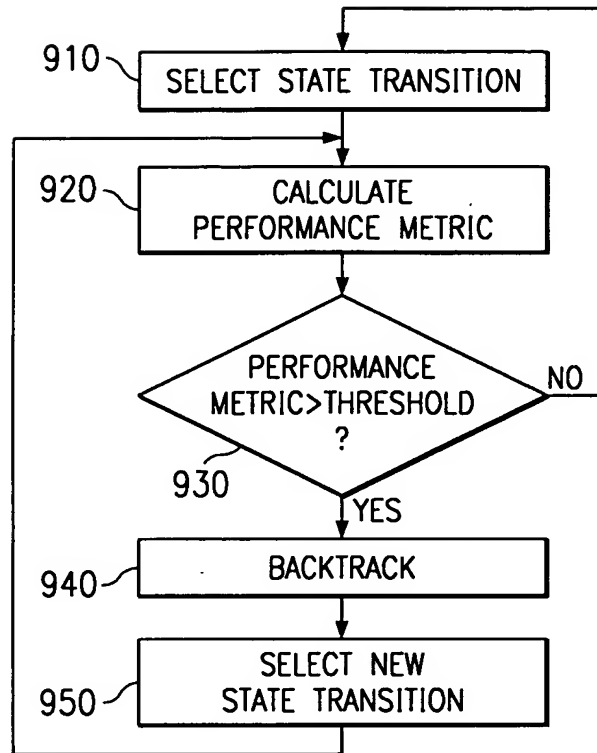 910
SELECT STATE TRANSITION
920
CALCULATE
PERFORMANCE METRIC
PERFORMANCE
METRIC>THRESHOLD
?
NO
930
YES
940
BACKTRACK
950
SELECT NEW
STATE TRANSITION